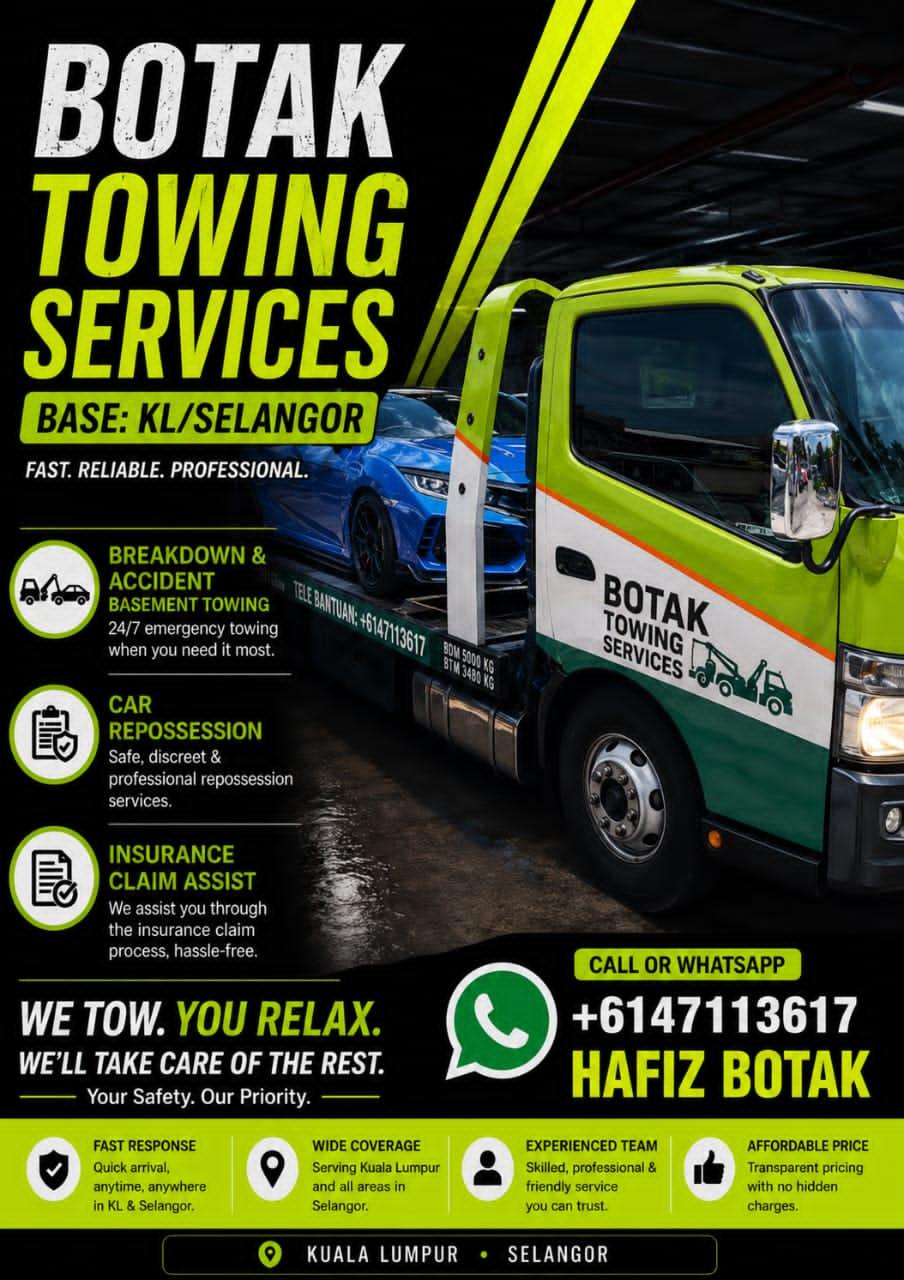 BOTAK
TOWING
SERVICES
BASE: KL/SELANGOR
FAST. RELIABLE. PROFESSIONAL.
BREAKDOWN &
ACCIDENT
BASEMENT TOWING
24/7 emergency towing
when you need it most.
CAR
REPOSSESSION
Safe, discreet &
professional repossession
services.
INSURANCE
CLAIM ASSIST
We assist you through
the insurance claim
process, hassle-free.
TELE BANTUAN: +6147113617
BDM 5000 KG
BTM 3480 KG
BOTAK
TOWING
SERVICES
WE TOW. YOU RELAX.
WE'LL TAKE CARE OF THE REST.
Your Safety. Our Priority.
CALL OR WHATSAPP
+6147113617
HAFIZ BOTAK
FAST RESPONSE
Quick arrival,
anytime, anywhere
in KL & Selangor.
WIDE COVERAGE
Serving Kuala Lumpur
and all areas in
Selangor.
EXPERIENCED TEAM
Skilled, professional &
friendly service
you can trust.
AFFORDABLE PRICE
Transparent pricing
with no hidden
charges.
KUALA LUMPUR • SELANGOR